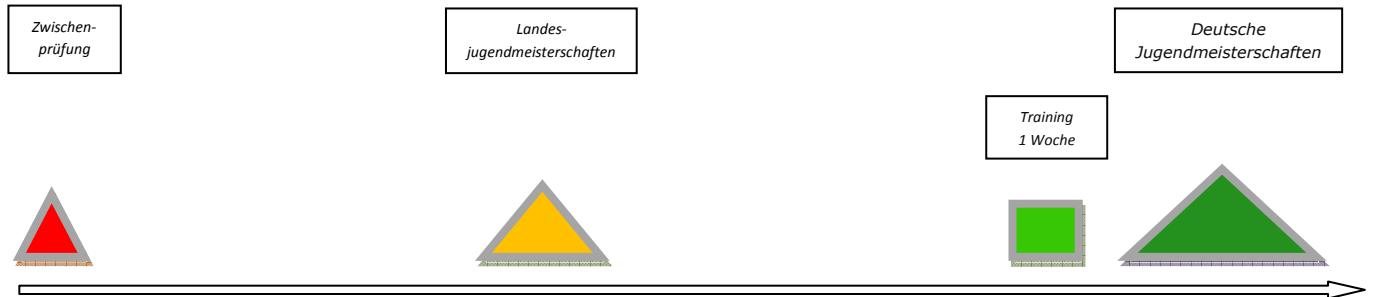 Zwischen-
prüfung
Landes-
jugendmeisterschaften
Deutsche
Jugendmeisterschaften
Training
1 Woche